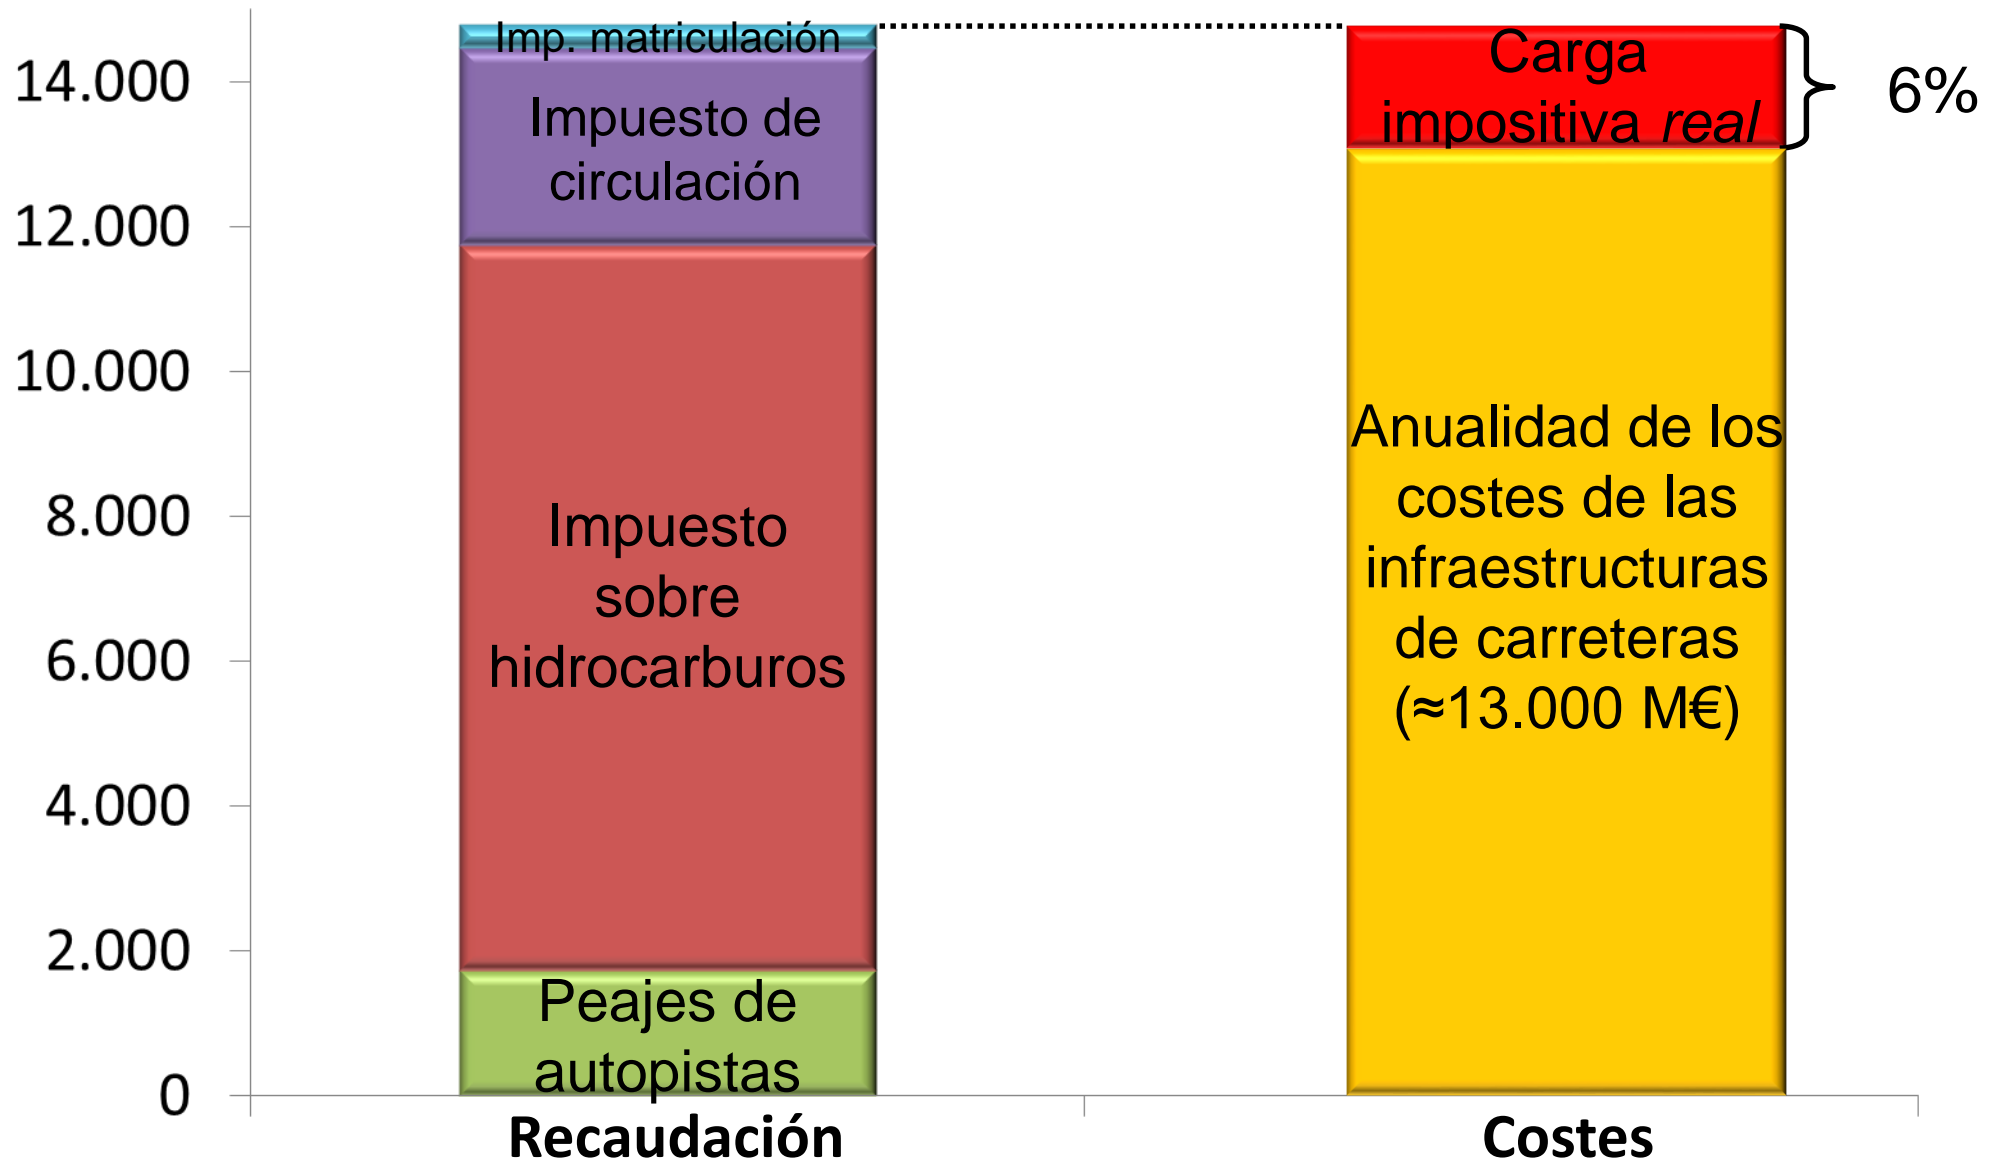 14.000
12.000
10.000
8.000
6.000
4.000
2.000
0
Imp. matriculación
Impuesto de
circulación
Impuesto
sobre
hidrocarburos
Peajes de
autopistas
Carga
impositiva real
6%
Anualidad de los
costes de las
infraestructuras
de carreteras
(≈13.000 M€)
Recaudación
Costes